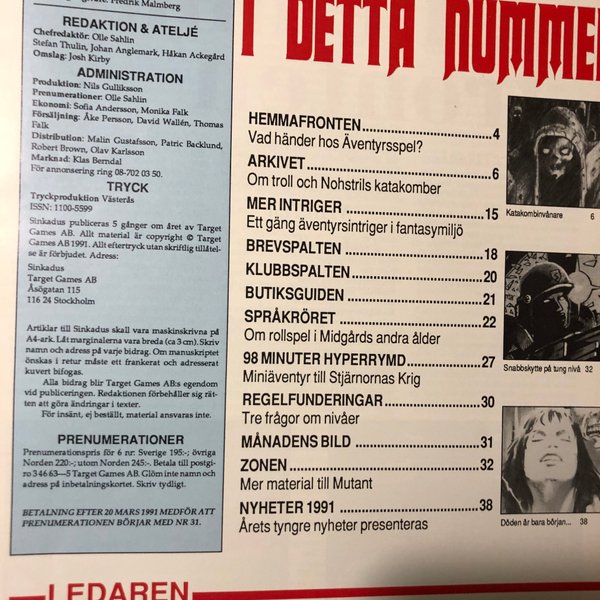 Fredrik Malmberg
REDAKTION & ATELJÉ
Chefredaktör: Olle Sahlin
Stefan Thulin, Johan Anglemark, Håkan Ackegård
Omslag: Josh Kirby
ADMINISTRATION
Produktion: Nils Gulliksson
Prenumerationer: Olle Sahlin
Ekonomi: Sofia Andersson, Monika Falk
Försäljning: Åke Persson, David Wallén, Thomas
Falk
Distribution: Malin Gustafsson, Patric Backlund,
Robert Brown, Olav Karlsson
Marknad: Klas Berndal
För annonsering ring 08-702 03 50.
TRYCK
Tryckproduktion Västerås
ISSN: 1100-5599
Sinkadus publiceras 5 gånger om året av Target
Games AB. Allt material är copyright © Target
Games AB 1991. Allt eftertryck utan skriftlig tillåtel-
se är förbjudet. Adress:
Sinkadus
Target Games AB
Åsögatan 115
116 24 Stockholm
Artiklar till Sinkadus skall vara maskinskrivna på
A4-ark. Låt marginalerna vara breda (ca 3 cm). Skriv
namn och adress på varje bidrag. Om manuskriptet
önskas i retur måste ett frankerat och adresserat
kuvert bifogas.
Alla bidrag blir Target Games AB:s egendom
vid publiceringen. Redaktionen förbehåller sig rät-
ten att göra ändringar i texter.
För insänt, ej beställt, material ansvaras inte.
PRENUMERATIONER
Prenumerationspris för 6 nr: Sverige 195:-; övriga
Norden 220:-; utom Norden 245:-. Betala till postgi-
ro 3 46 63—5 Target Games AB. Glöm inte namn och
adress på inbetalningskortet. Skriv tydligt.
BETALNING EFTER 20 MARS 1991 MEDFÖR ATT
PRENUMERATIONEN BÖRJAR MED NR 31.
I DETTA NUMMER
HEMMAFRONTEN 4
Vad händer hos Äventyrsspel?
ARKIVET 6
Om troll och Nohstrils katakomber
MER INTRIGER 15
Ett gäng äventyrsintriger i fantasymiljö
BREVSPALTEN 18
KLUBBSPALTEN 20
BUTIKSGUIDEN 21
SPRÅKRÖRET 22
Om rollspel i Midgårds andra ålder
98 MINUTER HYPERRYMD 27
Miniäventyr till Stjärnornas Krig
REGELFUNDERINGAR 30
Tre frågor om nivåer
MÅNADENS BILD 31
ZONEN 32
Mer material till Mutant
NYHETER 1991 38
Årets tyngre nyheter presenteras
Katakombinvånare 6
Snabbskytte på tung nivå 32
Döden är bara början... 38
LEDAREN